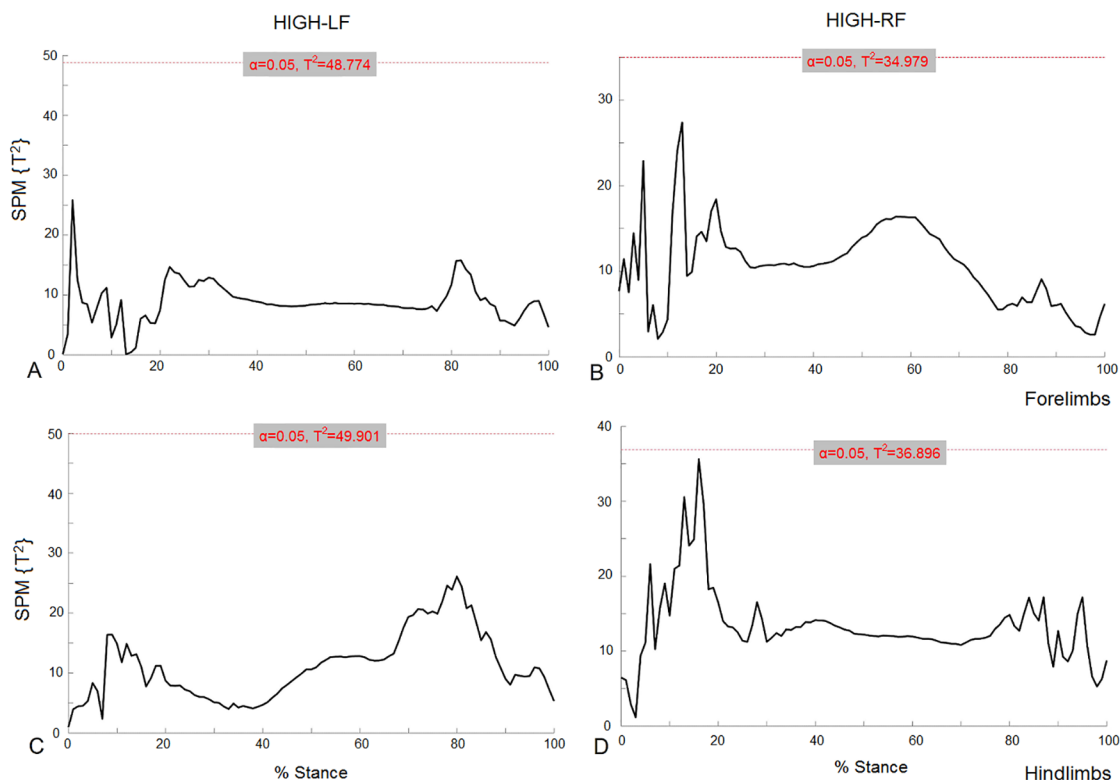 HIGH-LF
HIGH-RF
50
α=0.05, T²=48.774
40
30
20
10
0
SPM {T²}
0 20 40 60 80 100
A
α=0.05, T²=34.979
30
20
10
0
0 20 40 60 80 100
B
Forelimbs
50
α=0.05, T²=49.901
40
30
20
10
0
SPM {T²}
0 20 40 60 80 100
C
% Stance
40
α=0.05, T²=36.896
30
20
10
0
0 20 40 60 80 100
D
% Stance
Hindlimbs